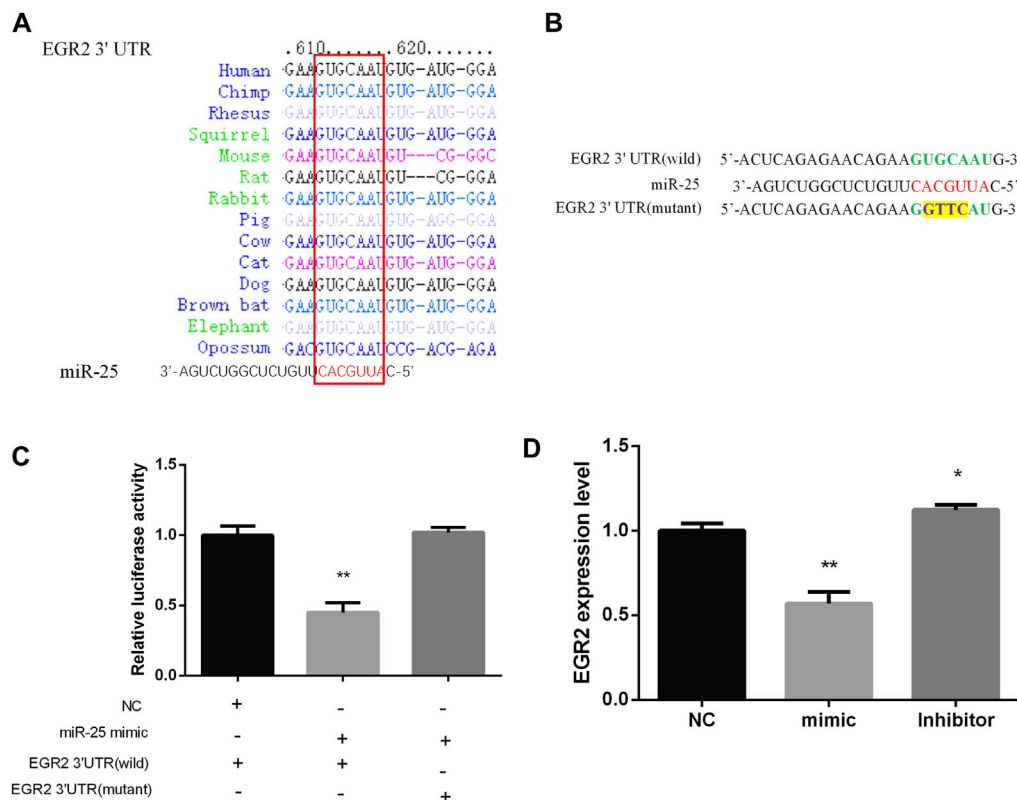 A
EGR2 3' UTR
.610.......620.......
Human -GAAGUGCAAUGUG-AUG-GGA
Chimp -GAAGUGCAAUGUG-AUG-GGA
Rhesus -GAAGUGCAAUGUG-AUG-GGA
Squirrel -GAAGUGCAAUGUG-AUG-GGA
Mouse -GAAGUGCAAUGU---CG-GGC
Rat -GAAGUGCAAUGU---CG-GGA
Rabbit -GAAGUGCAAUGUG-AUG-GGA
Pig -GAAGUGCAAUGUG-AGG-GGA
Cow -GAAGUGCAAUGUG-AUG-GGA
Cat -GAAGUGCAAUGUG-AUG-GGA
Dog -GAAGUGCAAUGUG-AUG-GGA
Brown bat -GAAGUGCAAUGUG-AUG-GGA
Elephant -GAAGUGCAAUGUG-AUG-GGA
Opossum -GACGUGCAAUCCG-ACG-AGA
miR-25 3'-AGUCUGGCUCUGUUCACGUUAC-5'
B
EGR2 3' UTR(wild) 5'-ACUCAGAGAACAGAAGUGCAAUG-3
miR-25 3'-AGUCUGGCUCUGUUCACGUUAC-5'
EGR2 3' UTR(mutant) 5'-ACUCAGAGAACAGAAGGTTCAUG-3
C
Relative luciferase activity
1.5
1.0
0.5
0.0
**
NC + - -
miR-25 mimic - + +
EGR2 3'UTR(wild) + + -
EGR2 3'UTR(mutant) - - +
D
EGR2 expression level
1.5
1.0
0.5
0.0
**
*
NC mimic Inhibitor